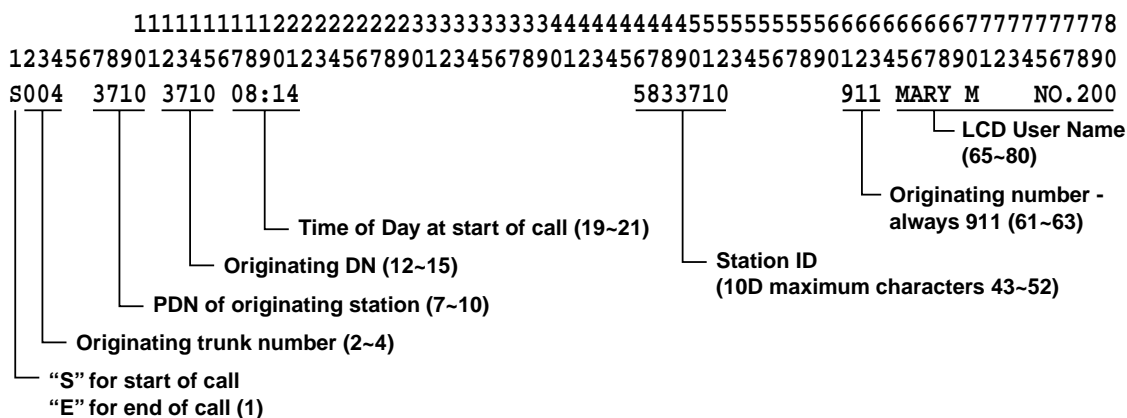 11111111112222222222333333333344444444445555555555666666666677777777778
12345678901234567890123456789012345678901234567890123456789012345678901234567890
S004 3710 3710 08:14 5833710 911 MARY M NO.200
LCD User Name
(65~80)
Originating number -
always 911 (61~63)
Time of Day at start of call (19~21)
Originating DN (12~15)
Station ID
(10D maximum characters 43~52)
PDN of originating station (7~10)
Originating trunk number (2~4)
“S” for start of call
“E” for end of call (1)